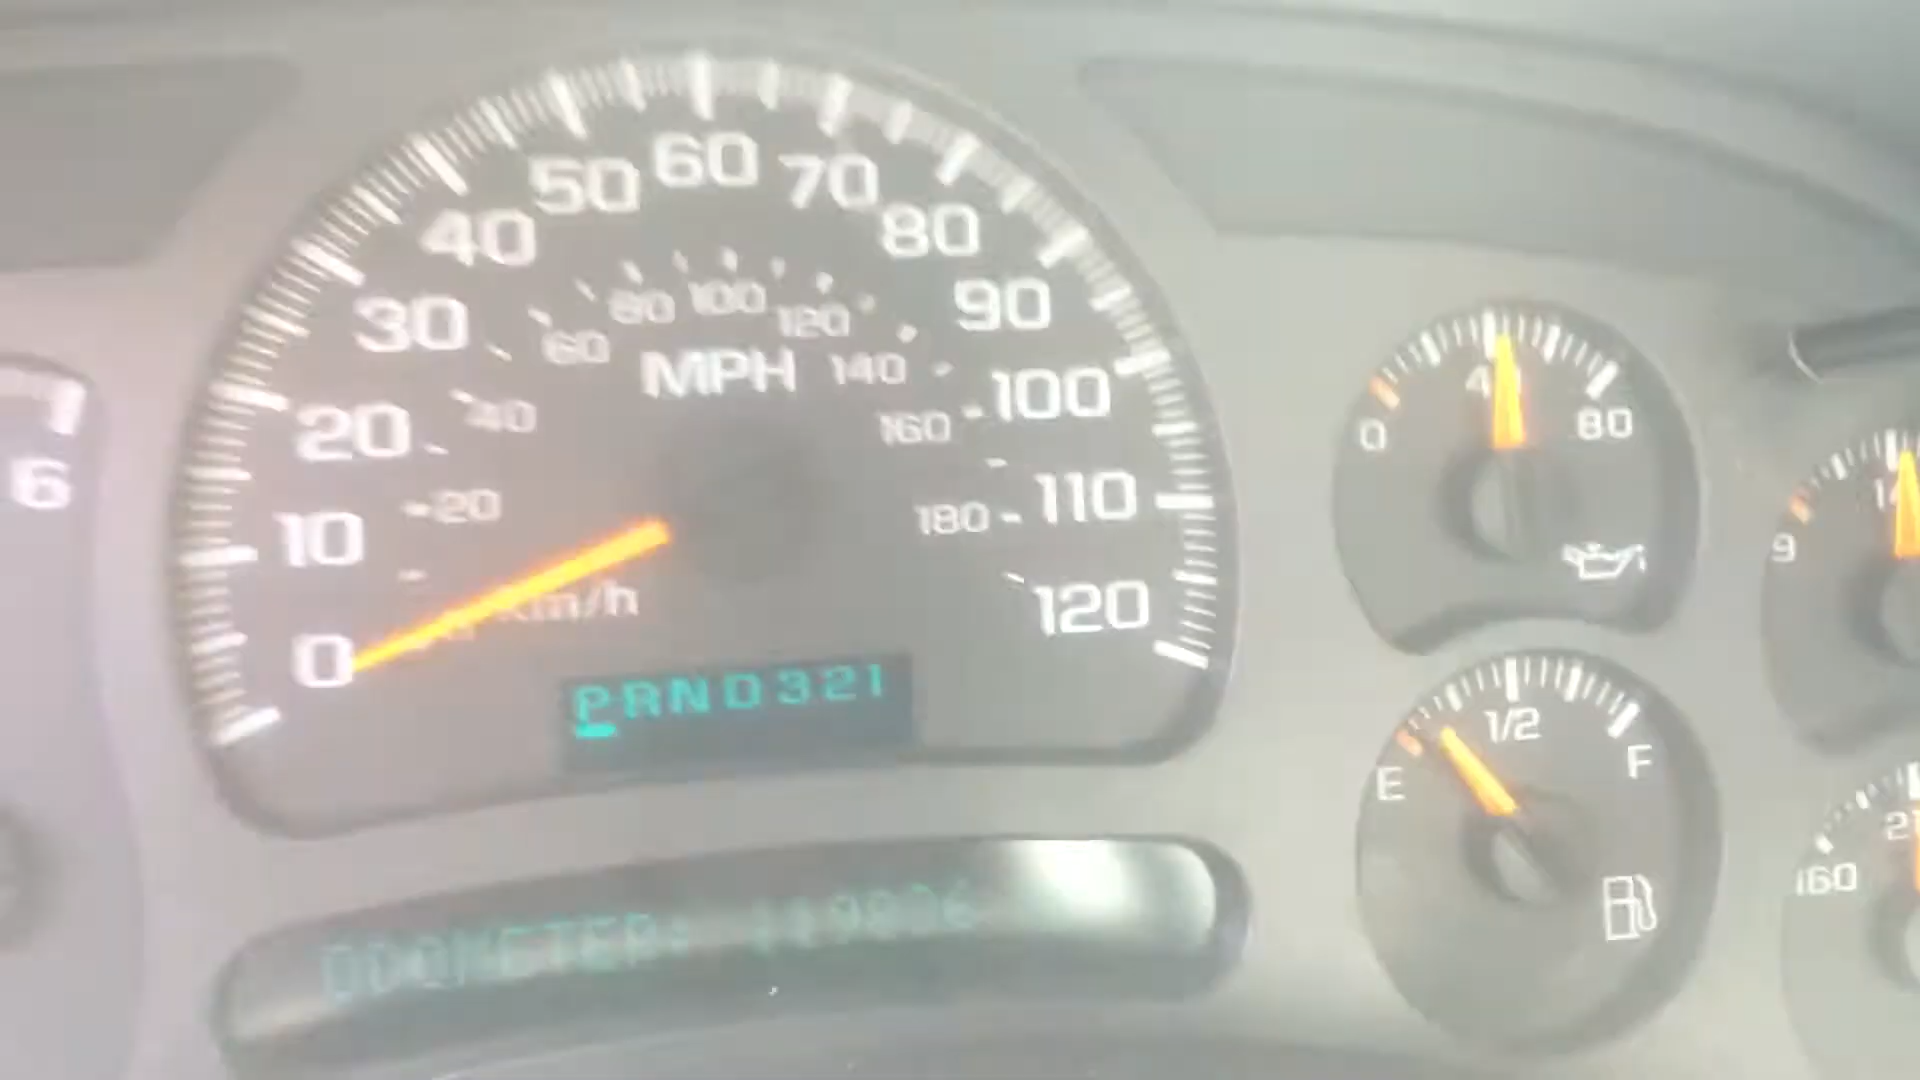 50 60 70
40 80
30 90
80 100 120
60 140
MPH
20 40 160 100
10 20 180 110
km/h
0 120
PRND321
ODOMETER:
6
0 80
1/2
E F
9
160